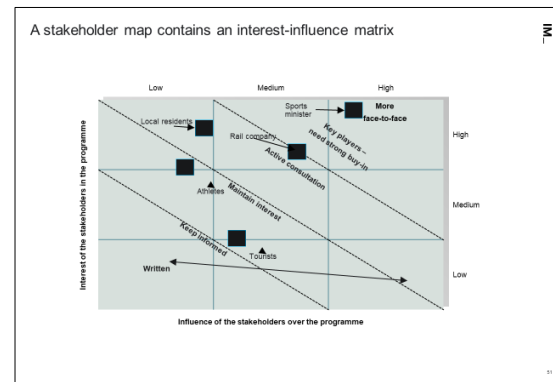 A stakeholder map contains an interest-influence matrix
IM_
Low
Medium
High
Sports
minister
More
face-to-face
Local residents
Rail company
Key players –
need strong buy-in
High
Active consultation
Athletes
Maintain interest
Medium
Keep informed
Tourists
Written
Low
Interest of the stakeholders in the programme
Influence of the stakeholders over the programme